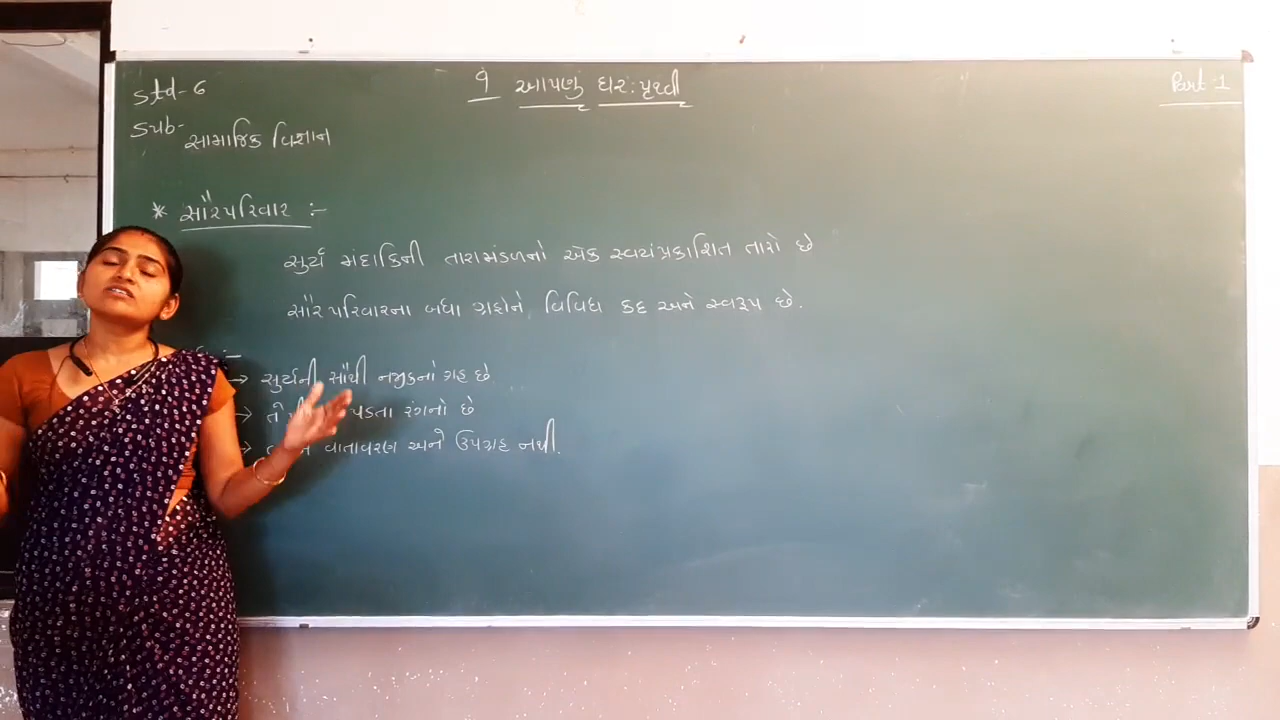 Std- 6
૧ આપણું ઘર: પૃથ્વી
Part-1
Sub- સામાજિક વિજ્ઞાન
* સૌરપરિવાર :-
સુર્ય મંદાકિની તારામંડળનો એક સ્વયંપ્રકાશિત તારો છે
સૌરપરિવારના બધા ગ્રહોને વિવિધ કદ અને સ્વરૂપ છે.
:-
→ સુર્યની સૌથી નજીકનો ગ્રહ છે
→ તે પડતા રંગનો છે
→ વાતાવરણ અને ઉપગ્રહ નથી.